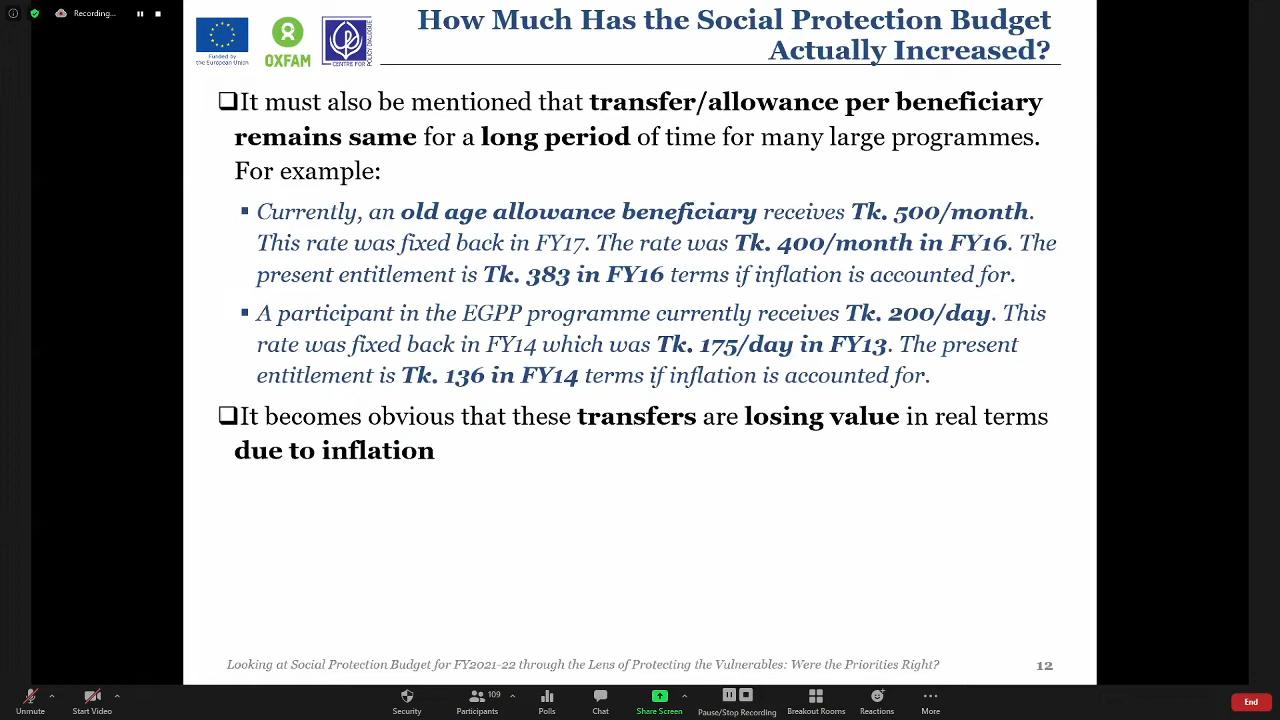 Recording...
Funded by
the European Union
OXFAM
CENTRE FOR
POLICY DIALOGUE
How Much Has the Social Protection Budget
Actually Increased?
It must also be mentioned that transfer/allowance per beneficiary
remains same for a long period of time for many large programmes.
For example:
Currently, an old age allowance beneficiary receives Tk. 500/month.
This rate was fixed back in FY17. The rate was Tk. 400/month in FY16. The
present entitlement is Tk. 383 in FY16 terms if inflation is accounted for.
A participant in the EGPP programme currently receives Tk. 200/day. This
rate was fixed back in FY14 which was Tk. 175/day in FY13. The present
entitlement is Tk. 136 in FY14 terms if inflation is accounted for.
It becomes obvious that these transfers are losing value in real terms
due to inflation
Looking at Social Protection Budget for FY2021-22 through the Lens of Protecting the Vulnerables: Were the Priorities Right?
12
Unmute
Start Video
Security
Participants
109
Polls
Chat
Share Screen
Pause/Stop Recording
Breakout Rooms
Reactions
More
End